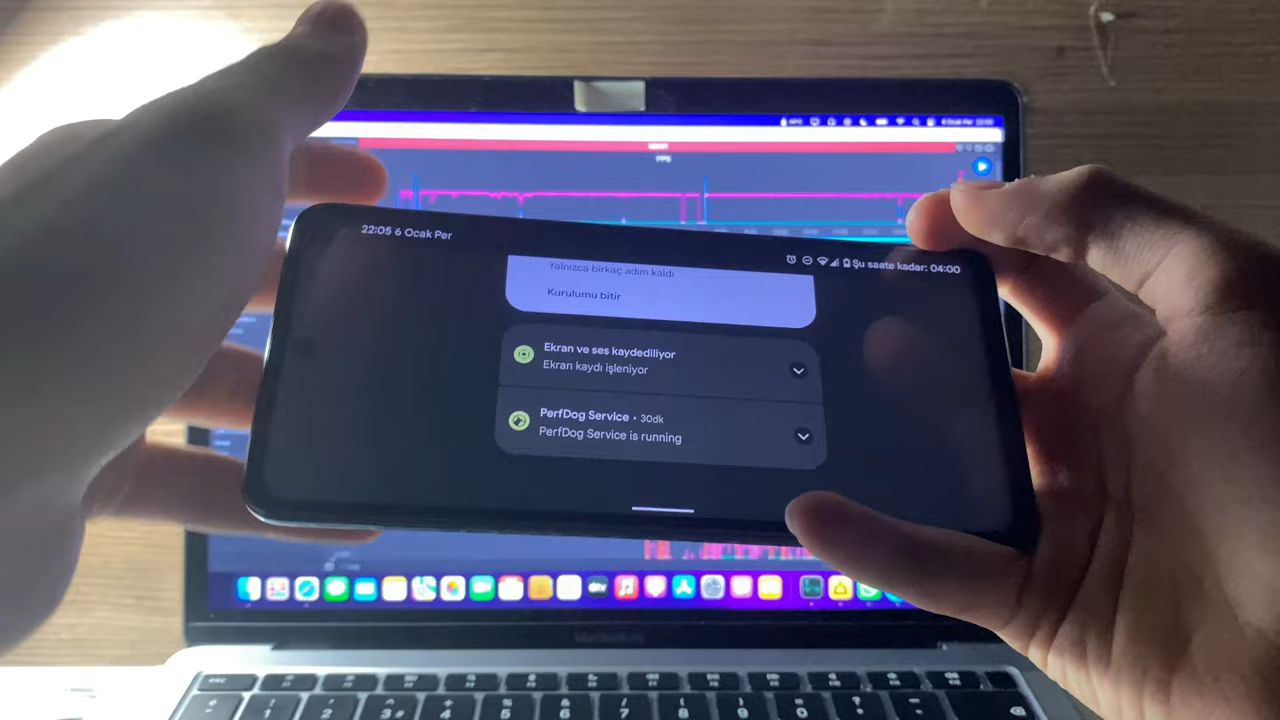 FPS
22:05 6 Ocak Per
Şu saate kadar: 04:00
Yalnızca birkaç adım kaldı
Kurulumu bitir
Ekran ve ses kaydediliyor
Ekran kaydı işleniyor
PerfDog Service • 30dk
PerfDog Service is running